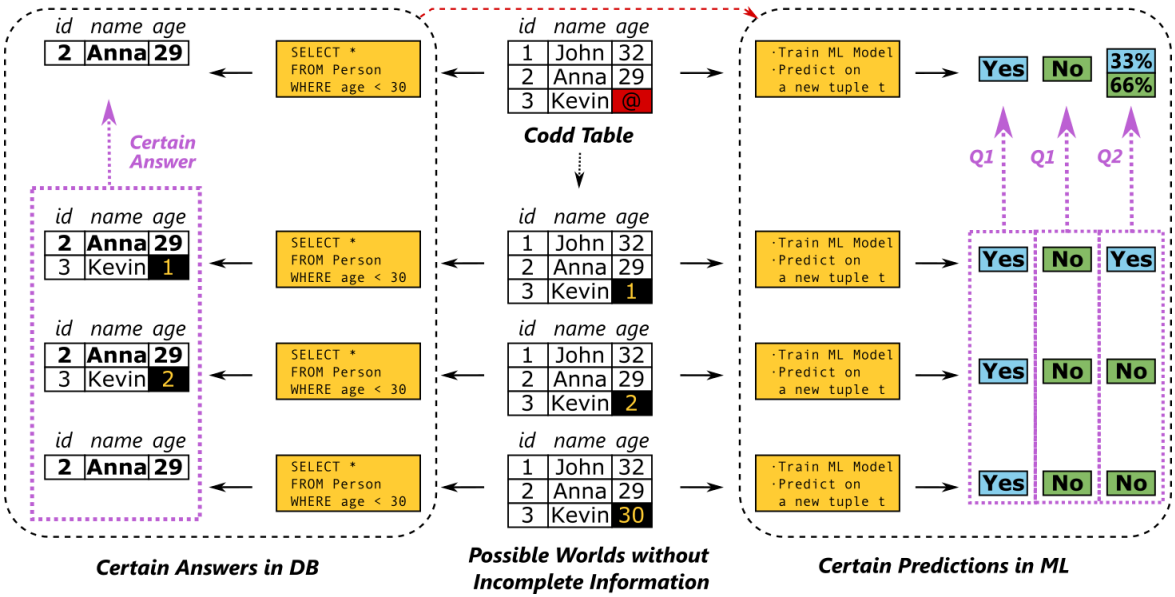 id name age
2 Anna 29
SELECT *
FROM Person
WHERE age < 30
id name age
1 John 32
2 Anna 29
3 Kevin @
Codd Table
·Train ML Model
·Predict on
a new tuple t
Yes
No
33%
66%
Certain
Answer
Q1
Q1
Q2
id name age
2 Anna 29
3 Kevin 1
SELECT *
FROM Person
WHERE age < 30
id name age
1 John 32
2 Anna 29
3 Kevin 1
·Train ML Model
·Predict on
a new tuple t
Yes
No
Yes
id name age
2 Anna 29
3 Kevin 2
SELECT *
FROM Person
WHERE age < 30
id name age
1 John 32
2 Anna 29
3 Kevin 2
·Train ML Model
·Predict on
a new tuple t
Yes
No
No
id name age
2 Anna 29
SELECT *
FROM Person
WHERE age < 30
id name age
1 John 32
2 Anna 29
3 Kevin 30
·Train ML Model
·Predict on
a new tuple t
Yes
No
No
Certain Answers in DB
Possible Worlds without
Incomplete Information
Certain Predictions in ML